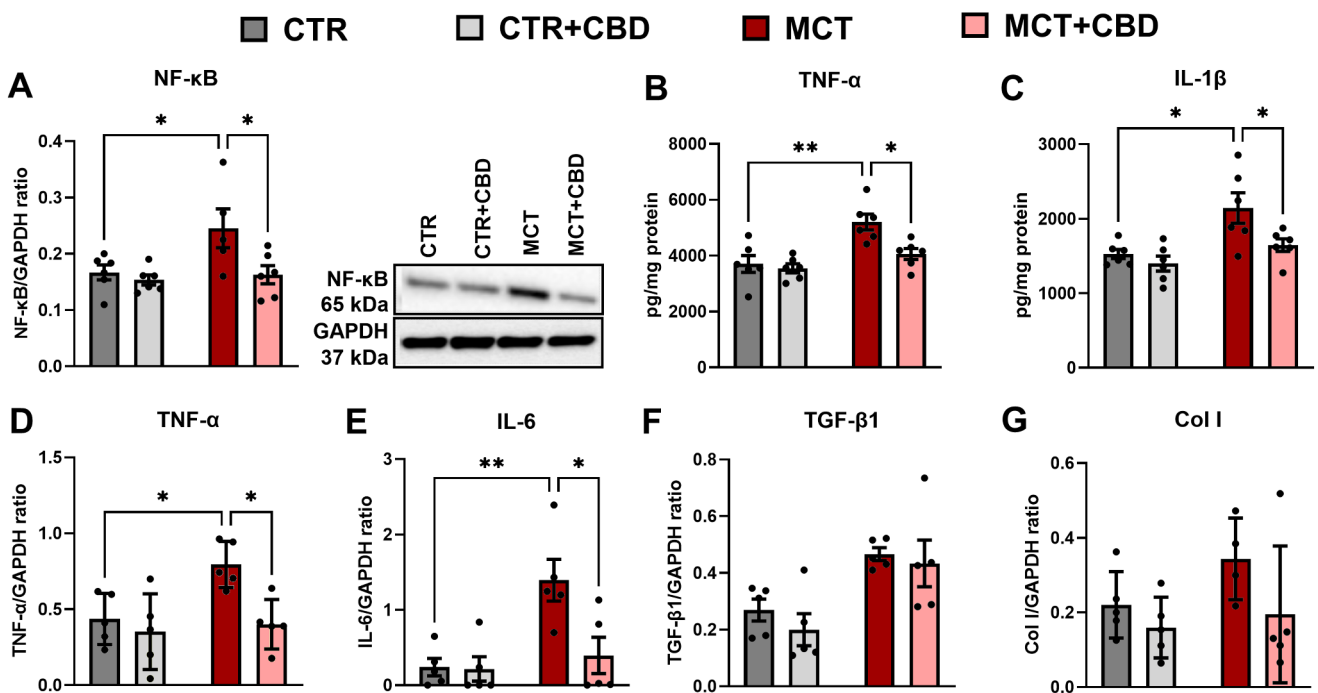 CTR
CTR+CBD
MCT
MCT+CBD
A
NF-κB
NF-κB/GAPDH ratio
0.4
0.3
0.2
0.1
0.0
*
*
CTR
CTR+CBD
MCT
MCT+CBD
NF-κB
65 kDa
GAPDH
37 kDa
B
TNF-α
pg/mg protein
8000
6000
4000
2000
0
**
*
C
IL-1β
pg/mg protein
3000
2000
1000
0
*
*
D
TNF-α
TNF-α/GAPDH ratio
1.5
1.0
0.5
0.0
*
*
E
IL-6
IL-6/GAPDH ratio
3
2
1
0
**
*
F
TGF-β1
TGF-β1/GAPDH ratio
0.8
0.6
0.4
0.2
0.0
G
Col I
Col I/GAPDH ratio
0.6
0.4
0.2
0.0